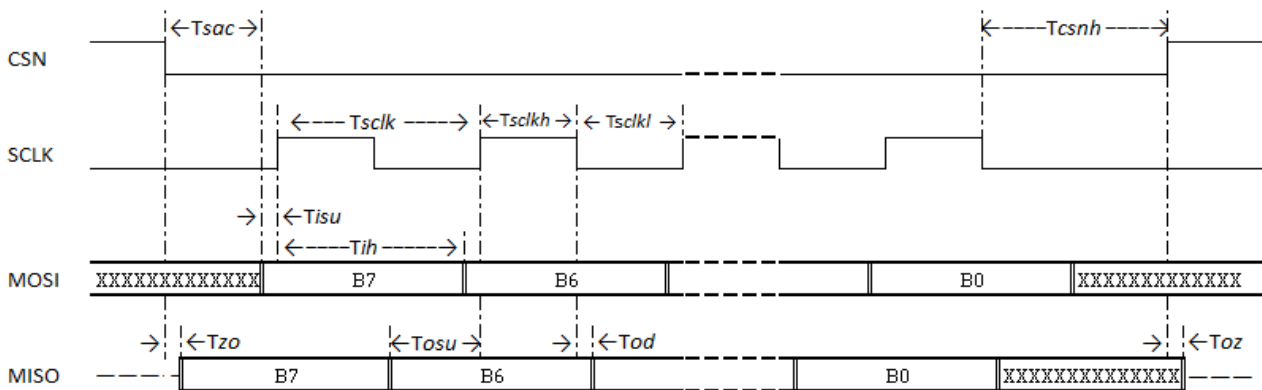 ←Tsac→ ←-----Tcsnh-----→
CSN
←---- Tsclk ----→ ←Tsclkh→ ← Tsclkl →
SCLK
→ ←Tisu
←-----Tih------→
MOSI XXXXXXXXXXXXX B7 B6 B0 XXXXXXXXXXXXX
→ ←Tzo ←Tosu→ → ←Tod → ←Toz
MISO B7 B6 B0 XXXXXXXXXXXXXX